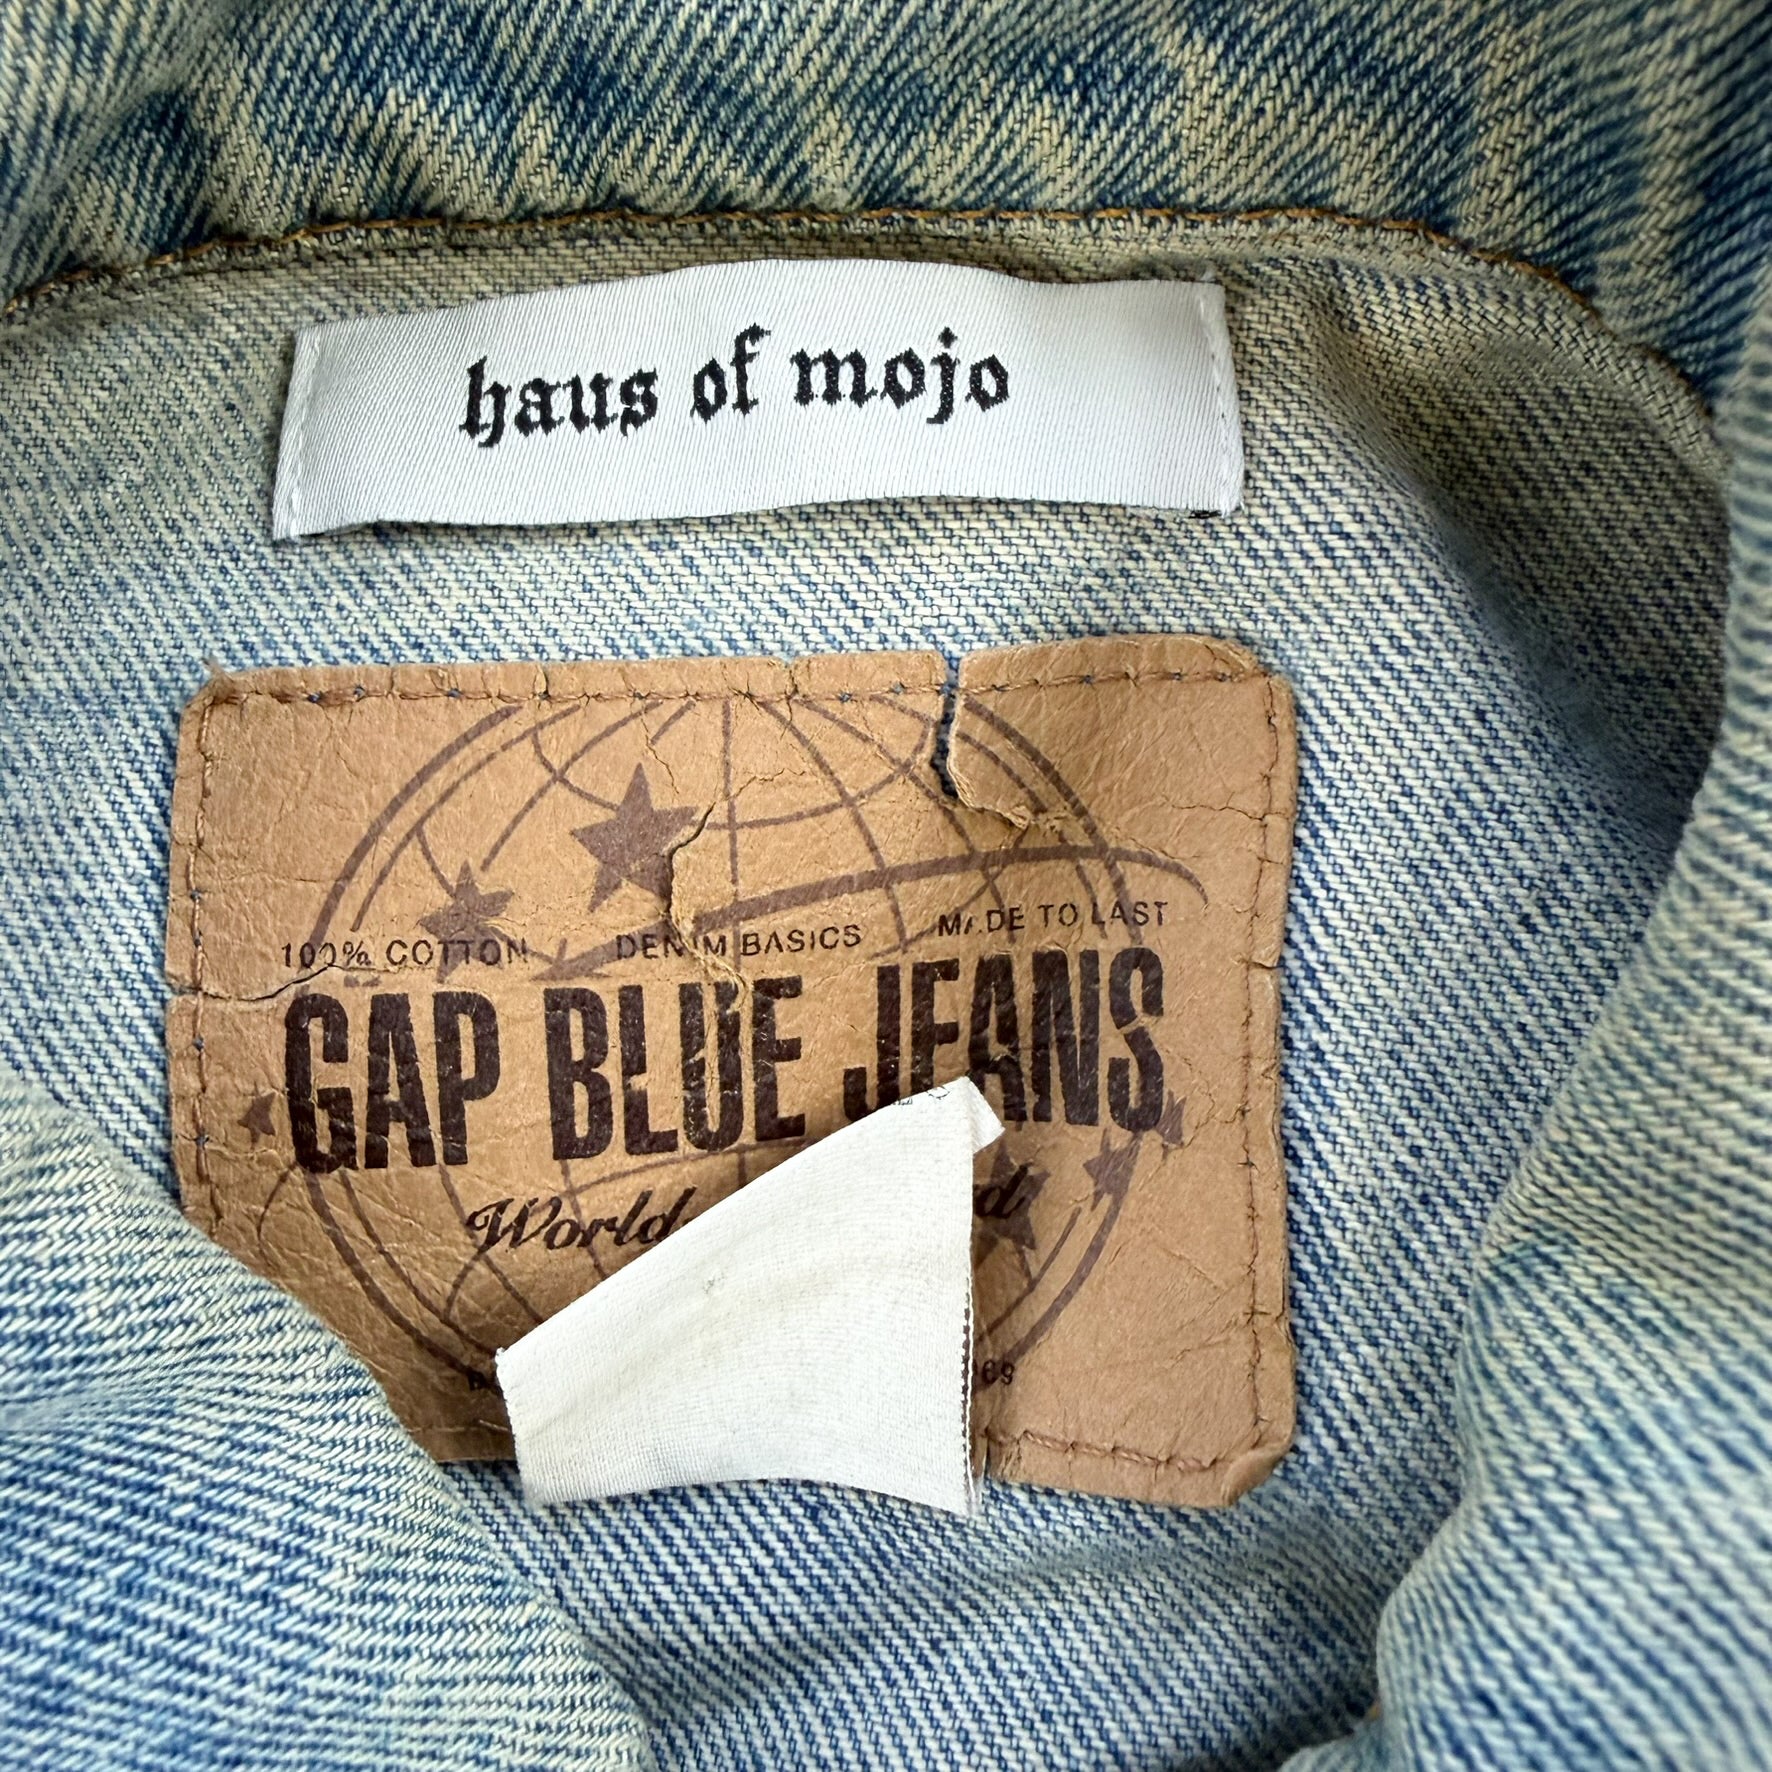 haus of mojo
100% COTTON DENIM BASICS MADE TO LAST
GAP BLUE JEANS